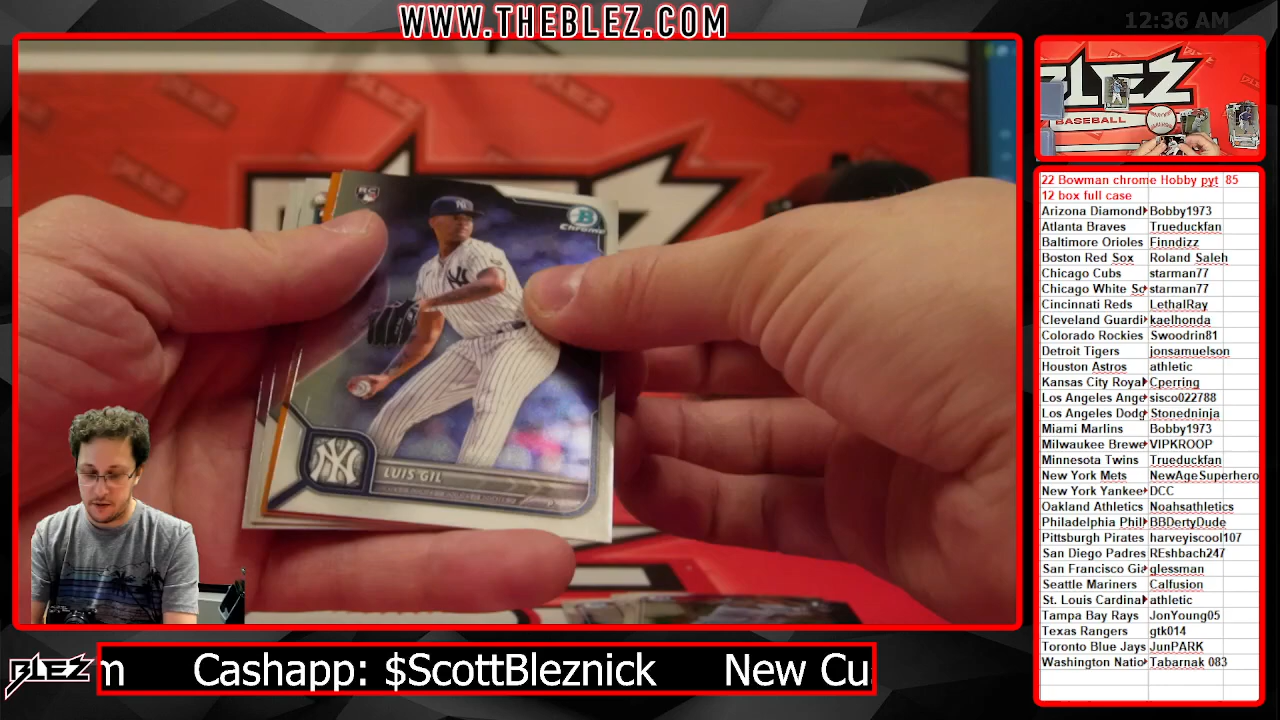 WWW.THEBLEZ.COM
12:36 AM
BLEZ
BASEBALL
RC
B
Chrome
NY
LUIS GIL
22 Bowman chrome Hobby pyt 85
12 box full case
Arizona Diamond Bobby1973
Atlanta Braves Trueduckfan
Baltimore Orioles Finndizz
Boston Red Sox Roland Saleh
Chicago Cubs starman77
Chicago White So starman77
Cincinnati Reds LethalRay
Cleveland Guardi kaelhonda
Colorado Rockies Swoodrin81
Detroit Tigers jonsamuelson
Houston Astros athletic
Kansas City Royal Cperring
Los Angeles Ange sisco022788
Los Angeles Dodg Stonedninja
Miami Marlins Bobby1973
Milwaukee Brewe VIPKROOP
Minnesota Twins Trueduckfan
New York Mets NewAgeSuperhero
New York Yankee DCC
Oakland Athletics Noahsathletics
Philadelphia Phil BBDertyDude
Pittsburgh Pirates harveyiscool107
San Diego Padres REshbach247
San Francisco Gia glessman
Seattle Mariners Calfusion
St. Louis Cardinal athletic
Tampa Bay Rays JonYoung05
Texas Rangers gtk014
Toronto Blue Jays JunPARK
Washington Natio Tabarnak 083
BLEZ
m Cashapp: $ScottBleznick New Cu